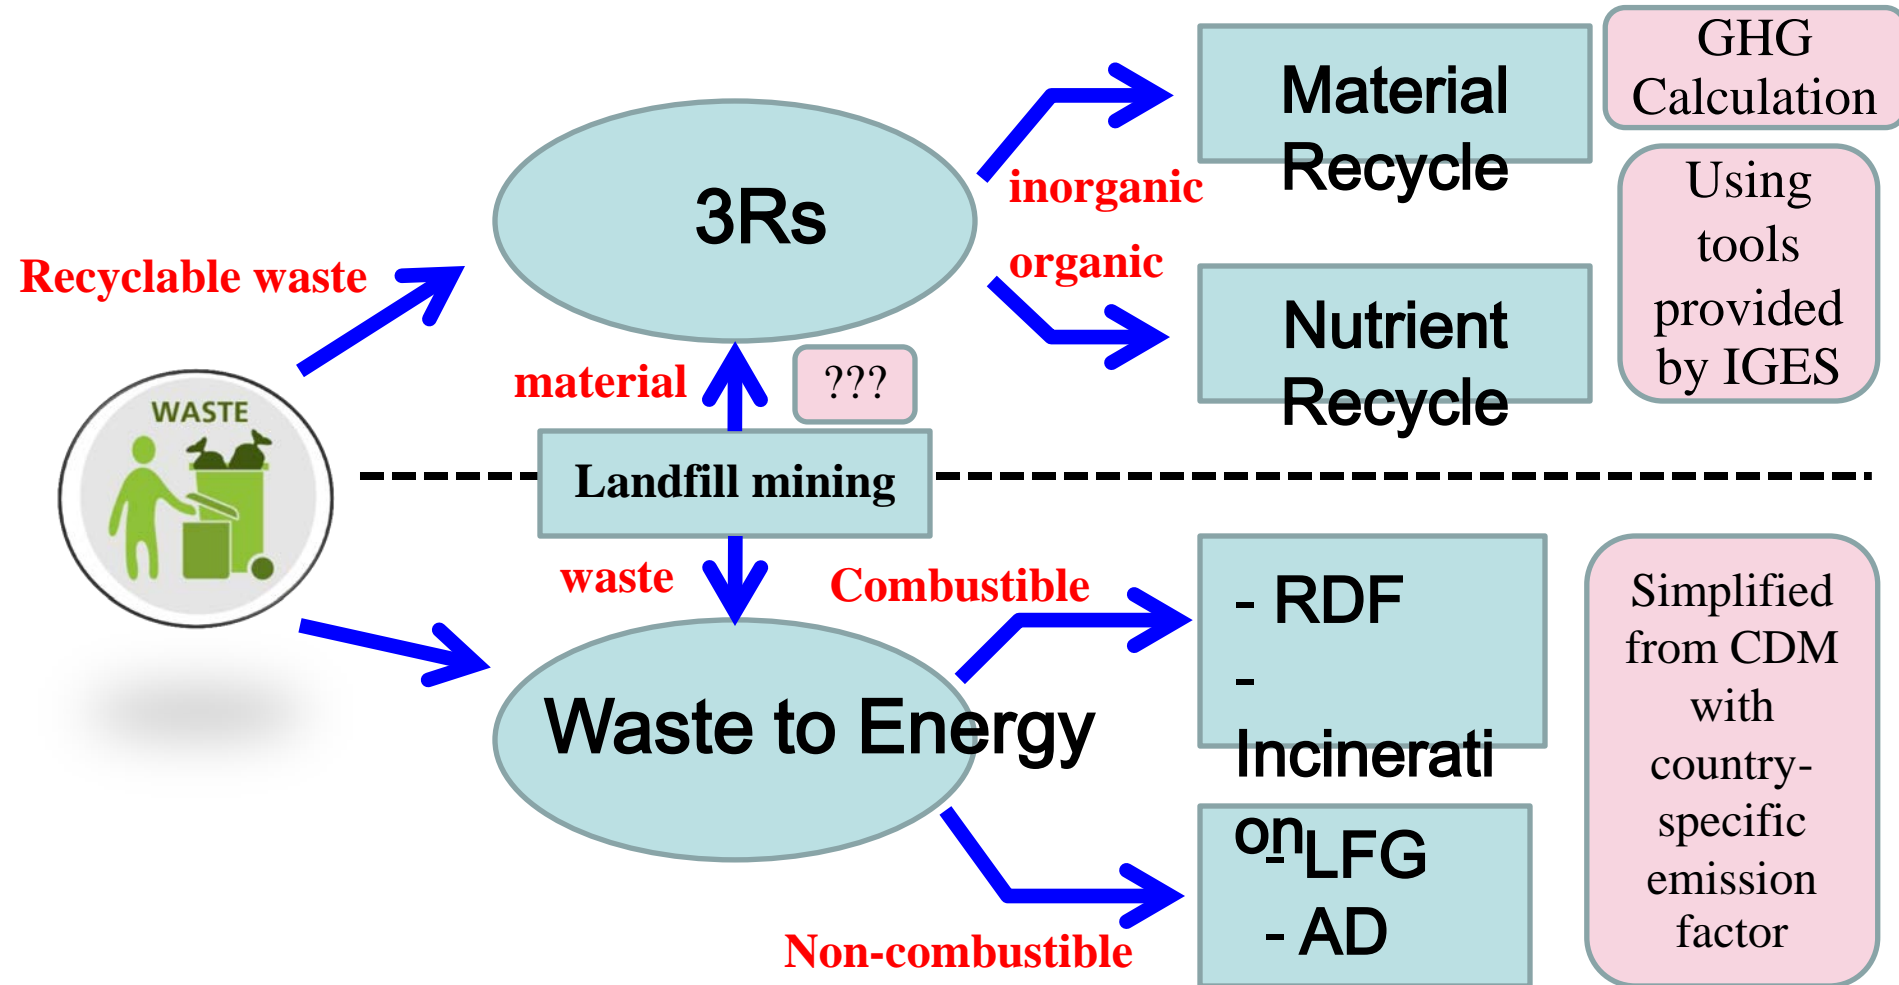 GHG
Calculation
Material
Recycle
Using
tools
provided
by IGES
inorganic
3Rs
organic
Recyclable waste
Nutrient
Recycle
material
???
WASTE
Landfill mining
waste
Combustible
- RDF
-
Incinerati
on
Simplified
from CDM
with
country-
specific
emission
factor
Waste to Energy
- LFG
- AD
Non-combustible